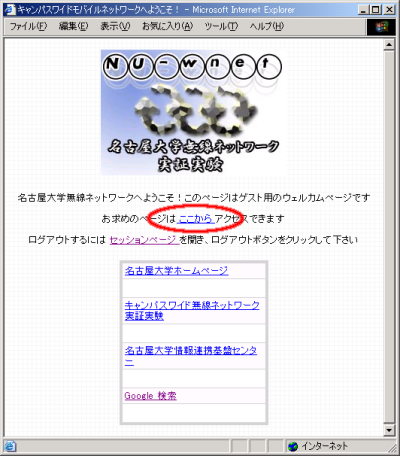 キャンパスワイドモバイルネットワークへようこそ！ - Microsoft Internet Explorer
ファイル(F) 編集(E) 表示(V) お気に入り(A) ツール(T) ヘルプ(H)
NU-wnet
名古屋大学無線ネットワーク
実証実験
名古屋大学無線ネットワークへようこそ！このページはゲスト用のウェルカムページです
お求めのページは ここから アクセスできます
ログアウトするには セッションページ を開き、ログアウトボタンをクリックして下さい
名古屋大学ホームページ
キャンパスワイド無線ネットワーク
実証実験
名古屋大学情報連携基盤センタ
ー
Google 検索
インターネット